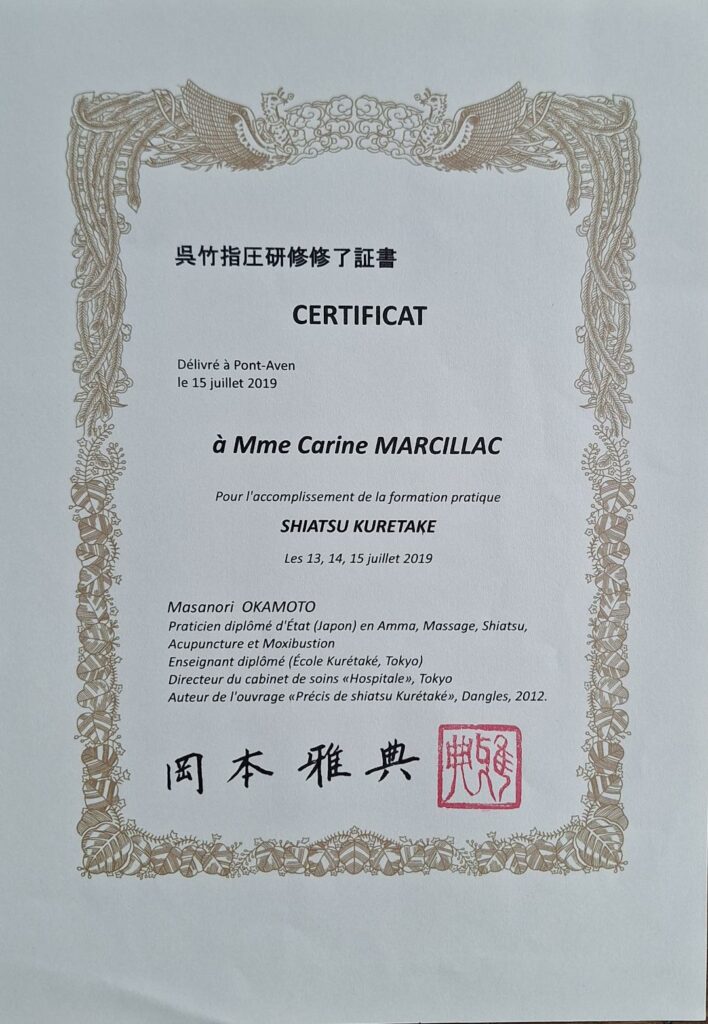 呉竹指圧研修修了証書
CERTIFICAT
Délivré à Pont-Aven
le 15 juillet 2019
à Mme Carine MARCILLAC
Pour l'accomplissement de la formation pratique
SHIATSU KURETAKE
Les 13, 14, 15 juillet 2019
Masanori OKAMOTO
Praticien diplômé d'État (Japon) en Amma, Massage, Shiatsu,
Acupuncture et Moxibustion
Enseignant diplômé (École Kurétaké, Tokyo)
Directeur du cabinet de soins «Hospitale», Tokyo
Auteur de l'ouvrage «Précis de shiatsu Kurétaké», Dangles, 2012.
岡本雅典
雅典